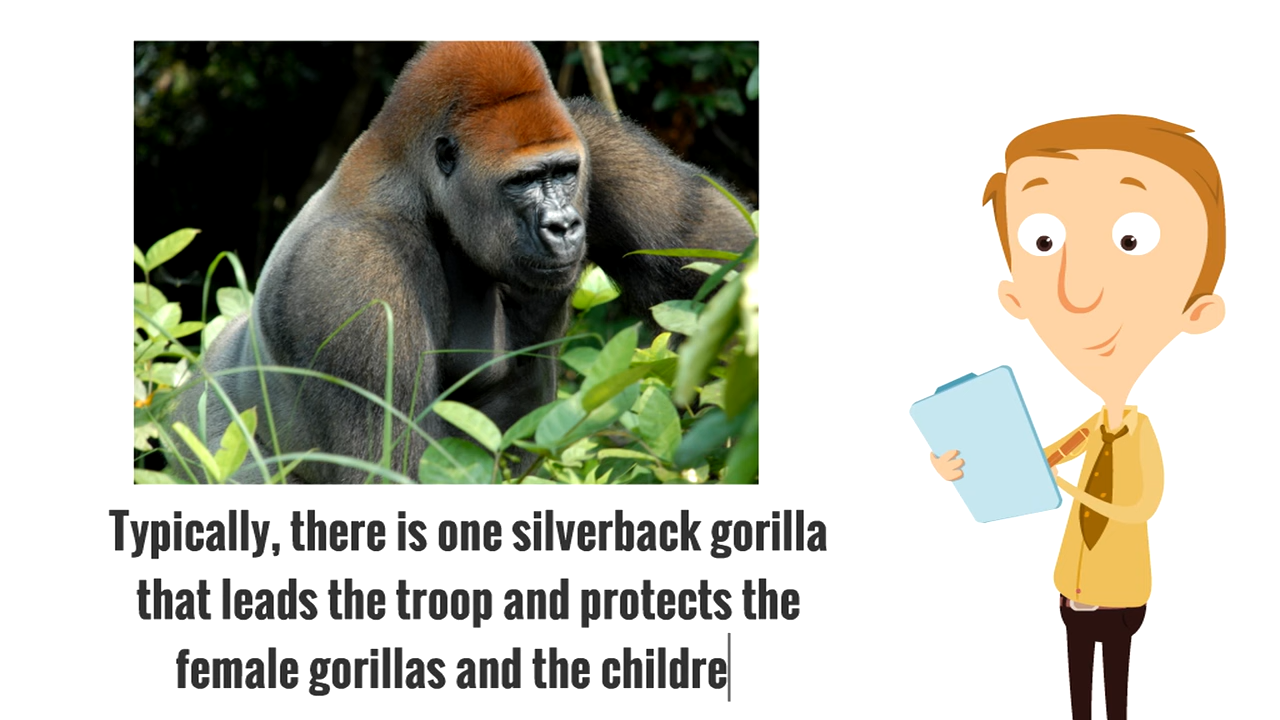 Typically, there is one silverback gorilla
that leads the troop and protects the
female gorillas and the childre